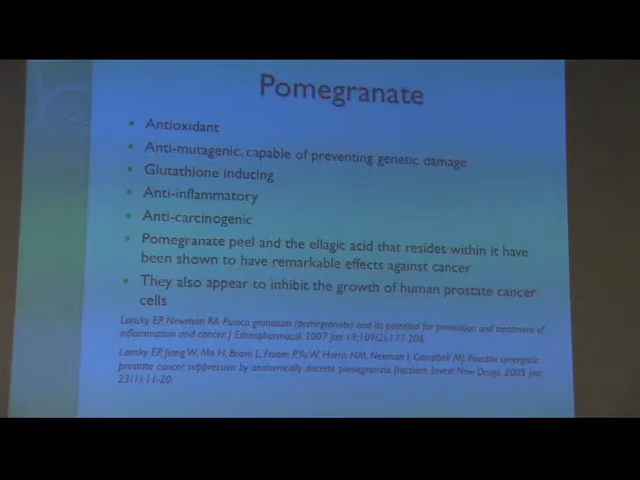 Pomegranate
• Antioxidant
• Anti-mutagenic, capable of preventing genetic damage
• Glutathione inducing
• Anti-inflammatory
• Anti-carcinogenic
• Pomegranate peel and the ellagic acid that resides within it have
been shown to have remarkable effects against cancer
• They also appear to inhibit the growth of human prostate cancer
cells
Lansky EP, Newman RA. Punica granatum (pomegranate) and its potential for prevention and treatment of
inflammation and cancer. J Ethnopharmacol. 2007 Jan 19;109(2):177-206
Lansky EP, Jiang W, Mo H, Bravo L, Froom P, Yu W, Harris NM, Neeman I, Campbell MJ. Possible synergistic
prostate cancer suppression by anatomically discrete pomegranate fractions. Invest New Drugs. 2005 Jan;
23(1):11-20.